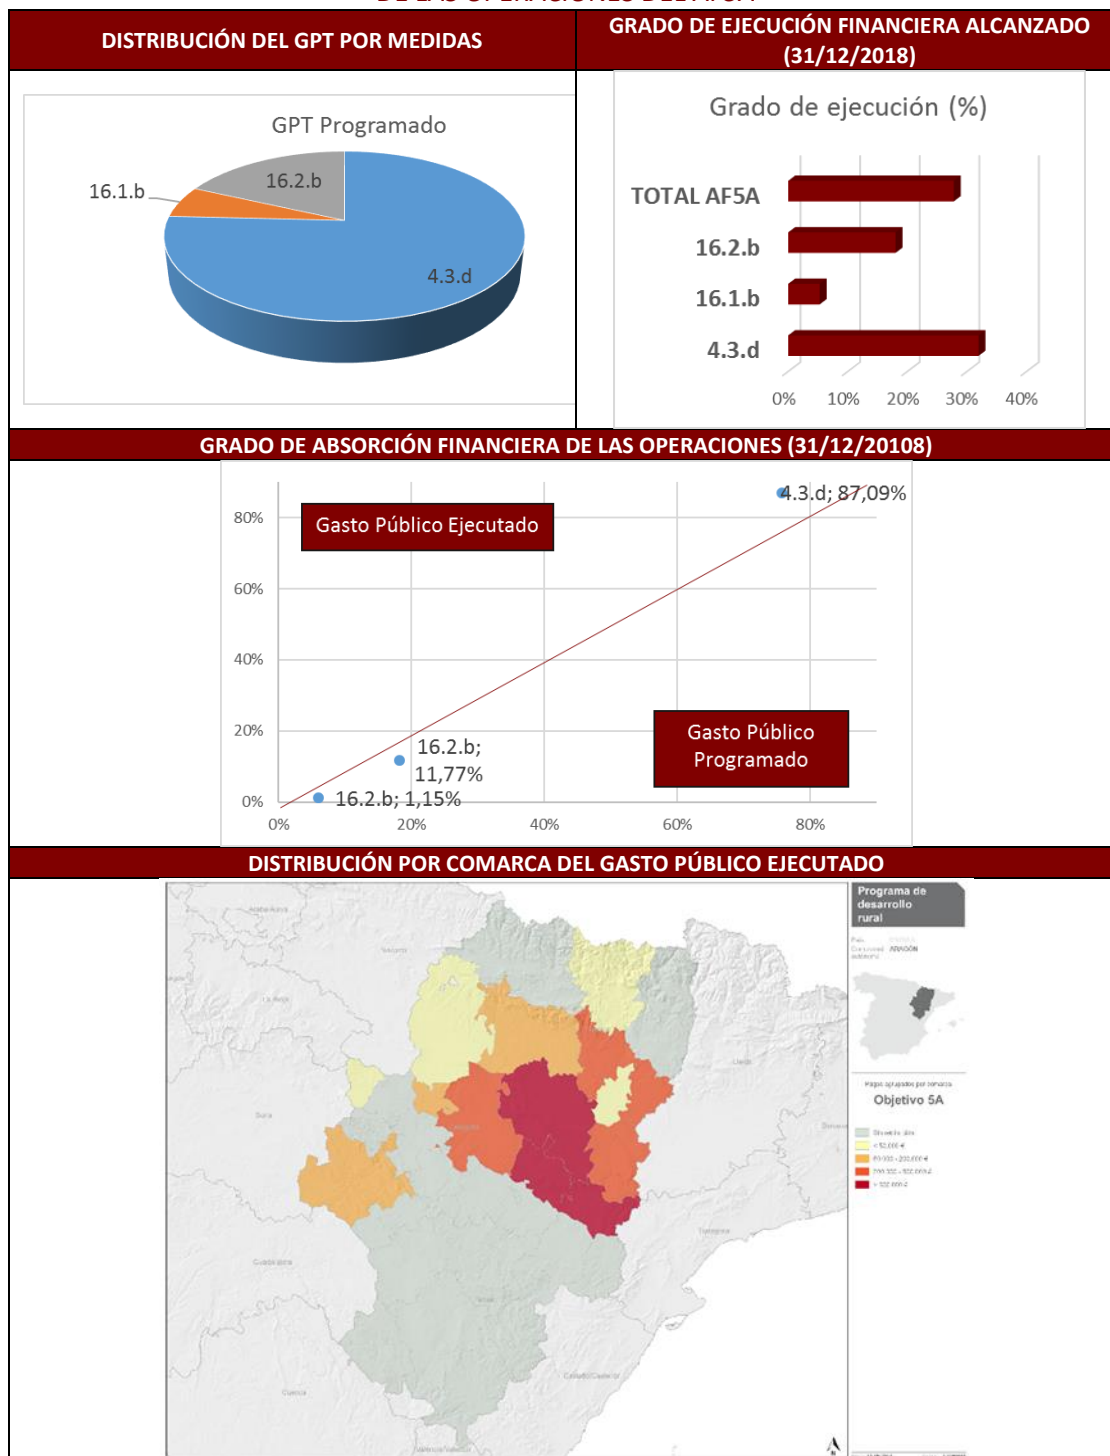 DISTRIBUCIÓN DEL GPT POR MEDIDAS
GRADO DE EJECUCIÓN FINANCIERA ALCANZADO
(31/12/2018)
GPT Programado
16.1.b
16.2.b
4.3.d
Grado de ejecución (%)
TOTAL AF5A
16.2.b
16.1.b
4.3.d
0% 10% 20% 30% 40%
GRADO DE ABSORCIÓN FINANCIERA DE LAS OPERACIONES (31/12/20108)
4.3.d; 87,09%
80%
Gasto Público Ejecutado
60%
40%
20%
Gasto Público
Programado
16.2.b;
11,77%
16.2.b; 1,15%
0%
0% 20% 40% 60% 80%
DISTRIBUCIÓN POR COMARCA DEL GASTO PÚBLICO EJECUTADO
Programa de
desarrollo
rural
ARAGÓN
Pagos agrupados por comarca
Objetivo 5A